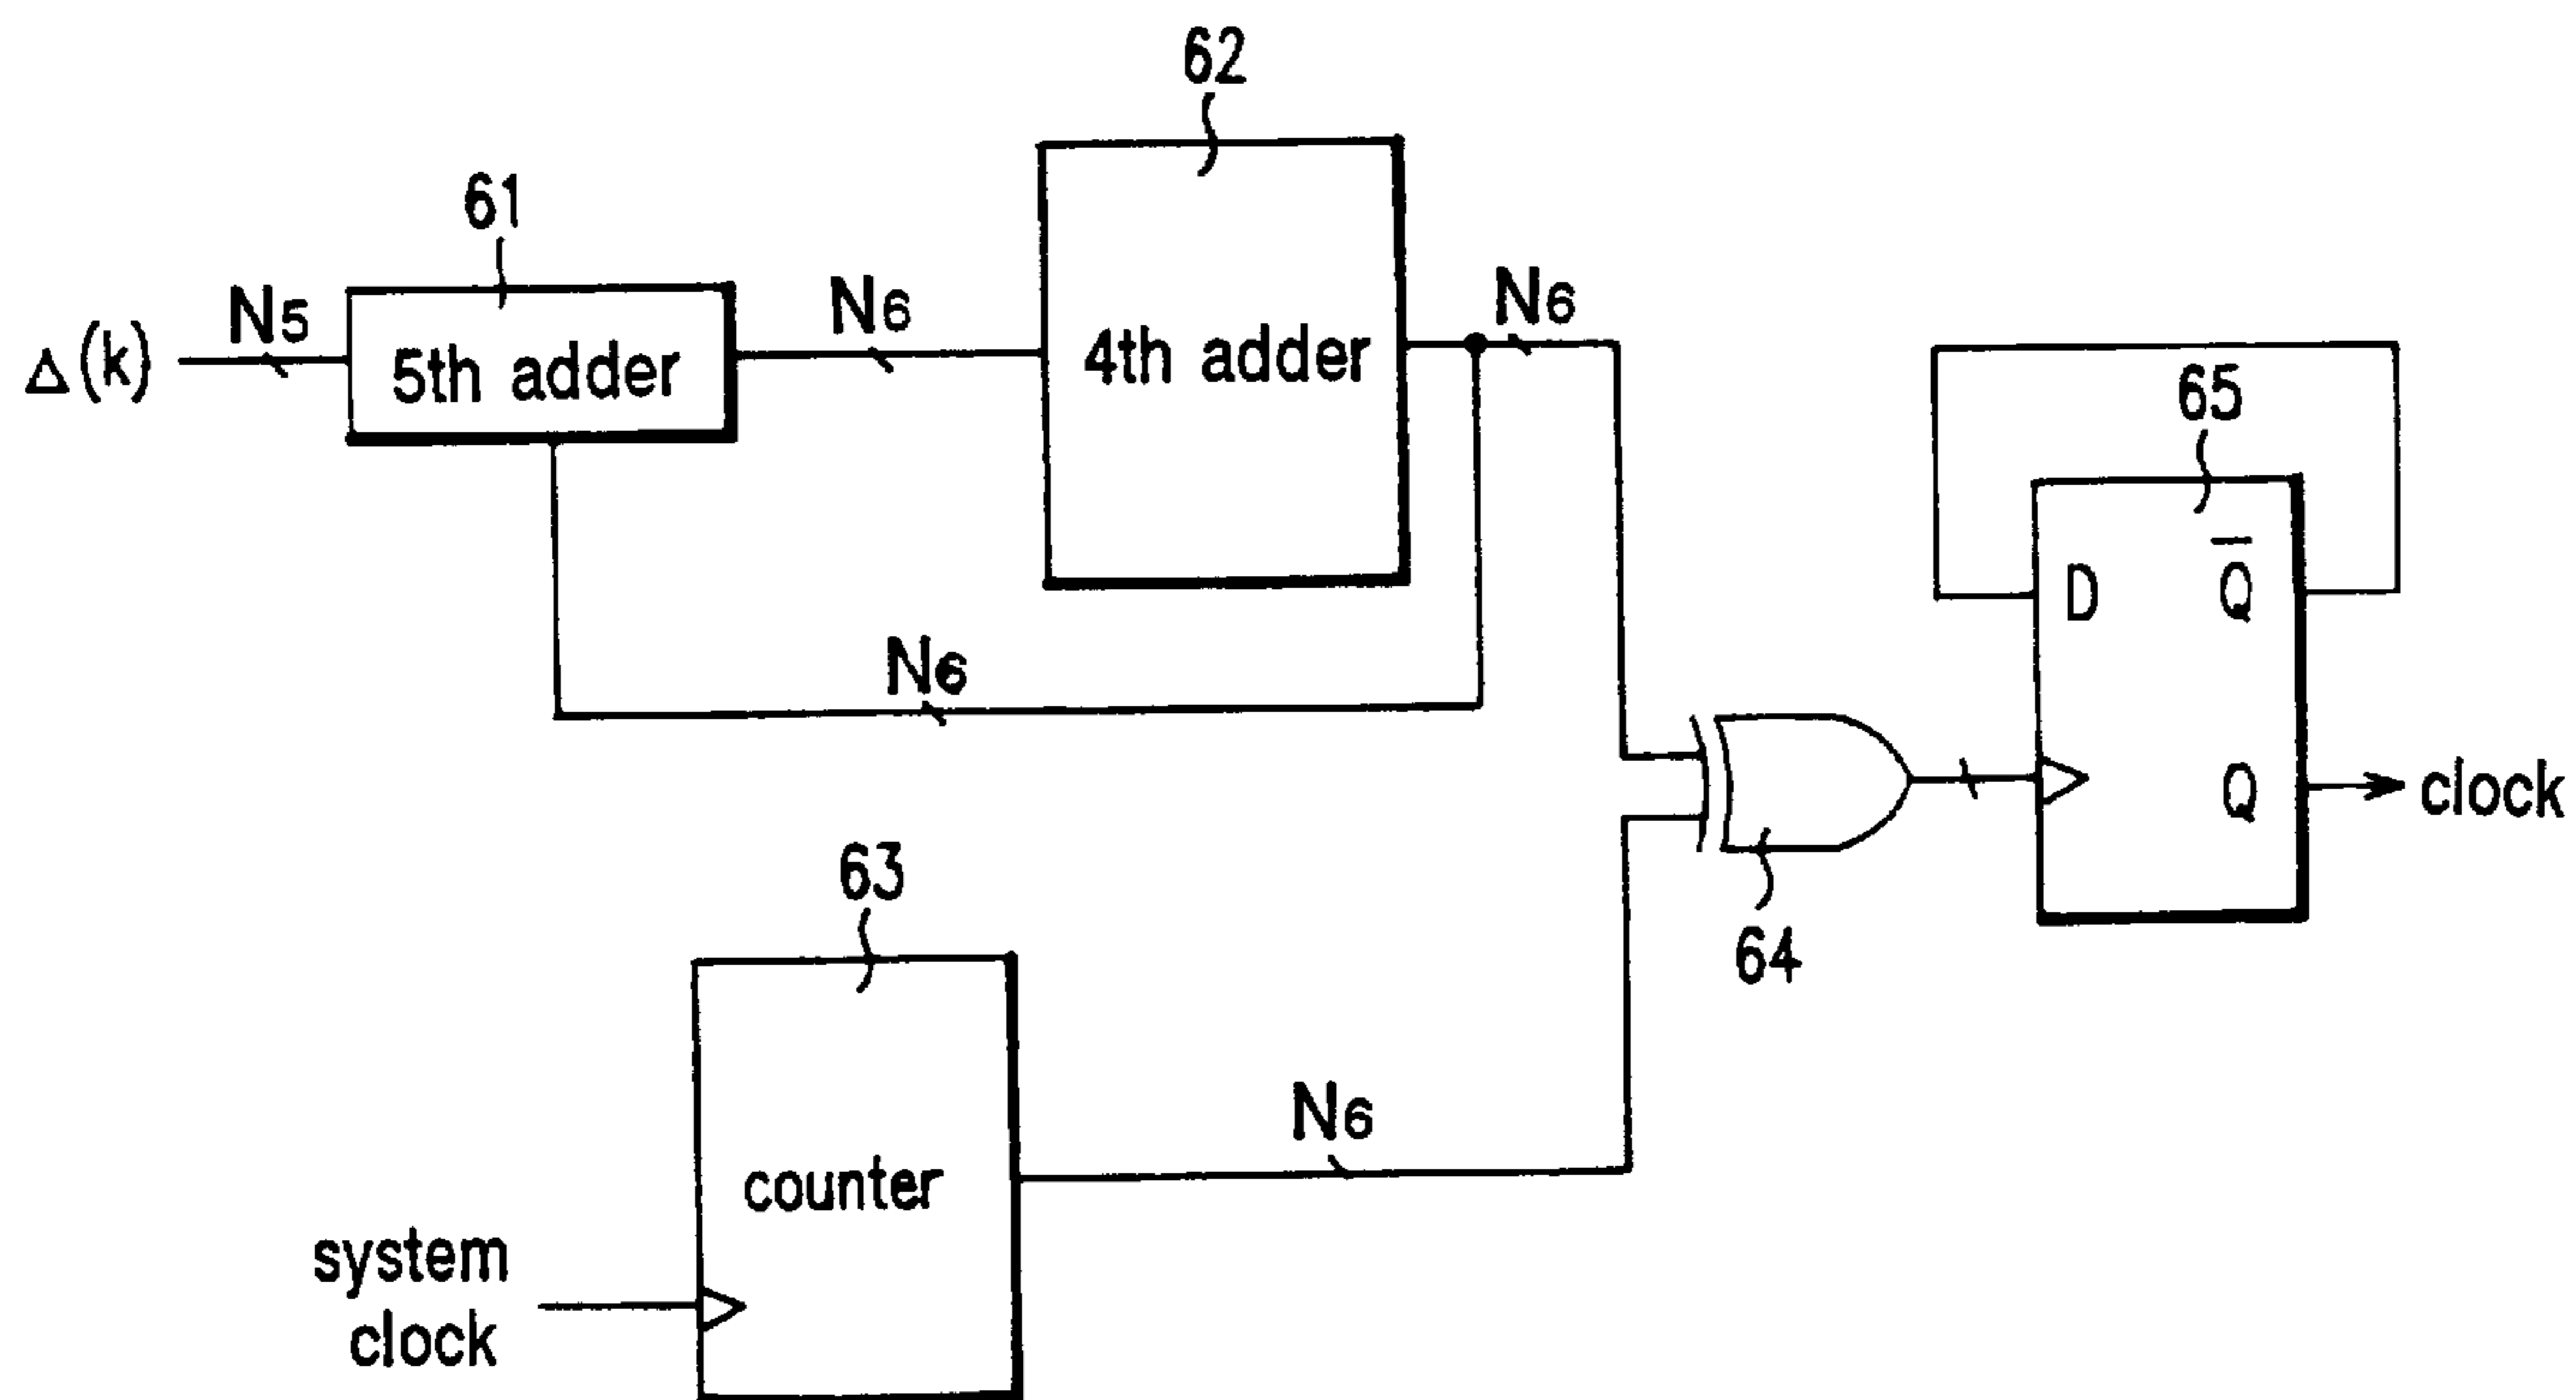 62
61
N5
N6
N6
Δ(k)
5th adder
4th adder
65
N6
D
Q̅
63
Q
clock
64
N6
counter
system
clock